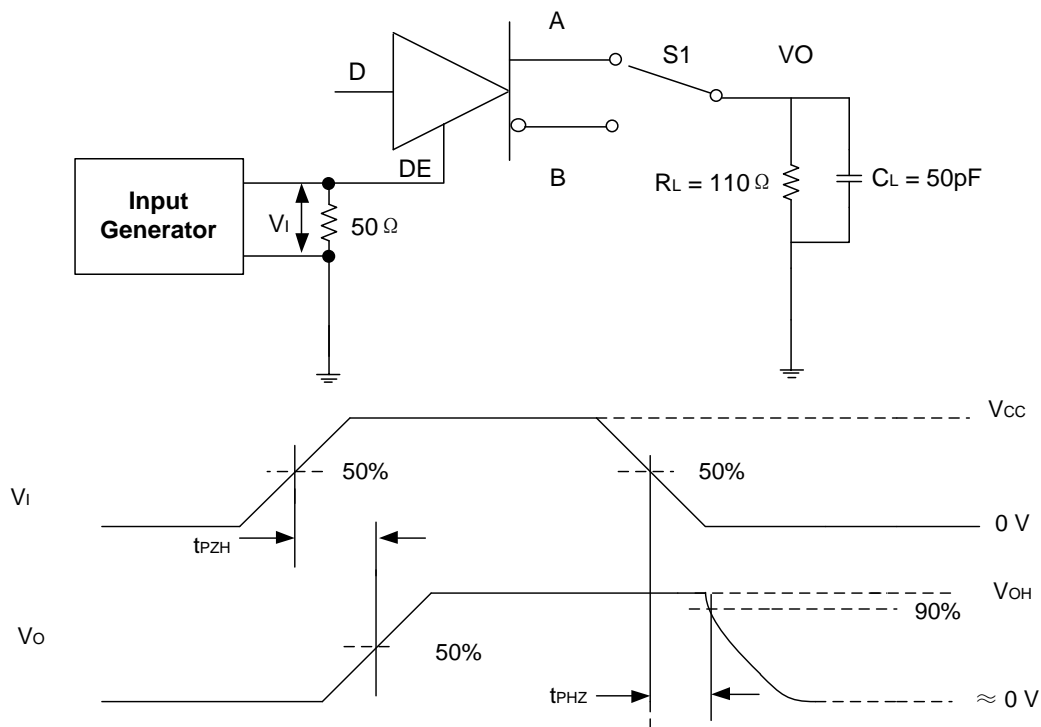 A
S1
VO
D
B
DE
RL = 110 Ω
CL = 50pF
Input
Generator
VI
50 Ω
VCC
50%
50%
VI
0 V
tPZH
VOH
90%
VO
50%
tPHZ
≈ 0 V